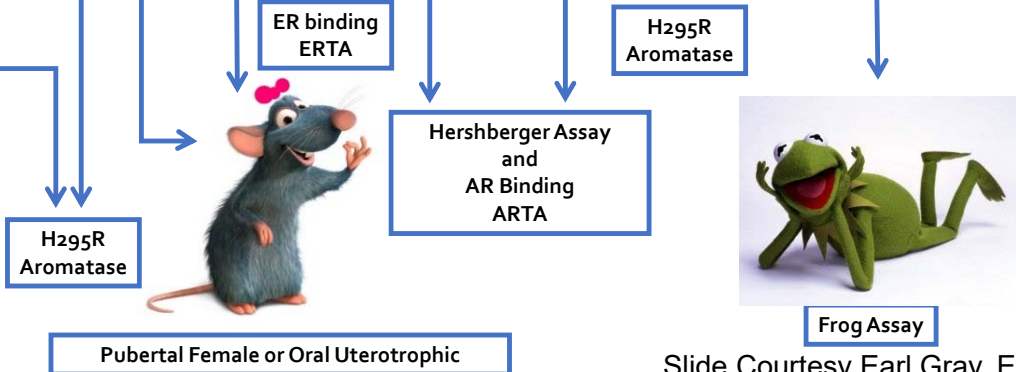 ER binding
ERTA
H295R
Aromatase
Hershberger Assay
and
AR Binding
ARTA
H295R
Aromatase
Frog Assay
Pubertal Female or Oral Uterotrophic
Slide Courtesy Earl Gray